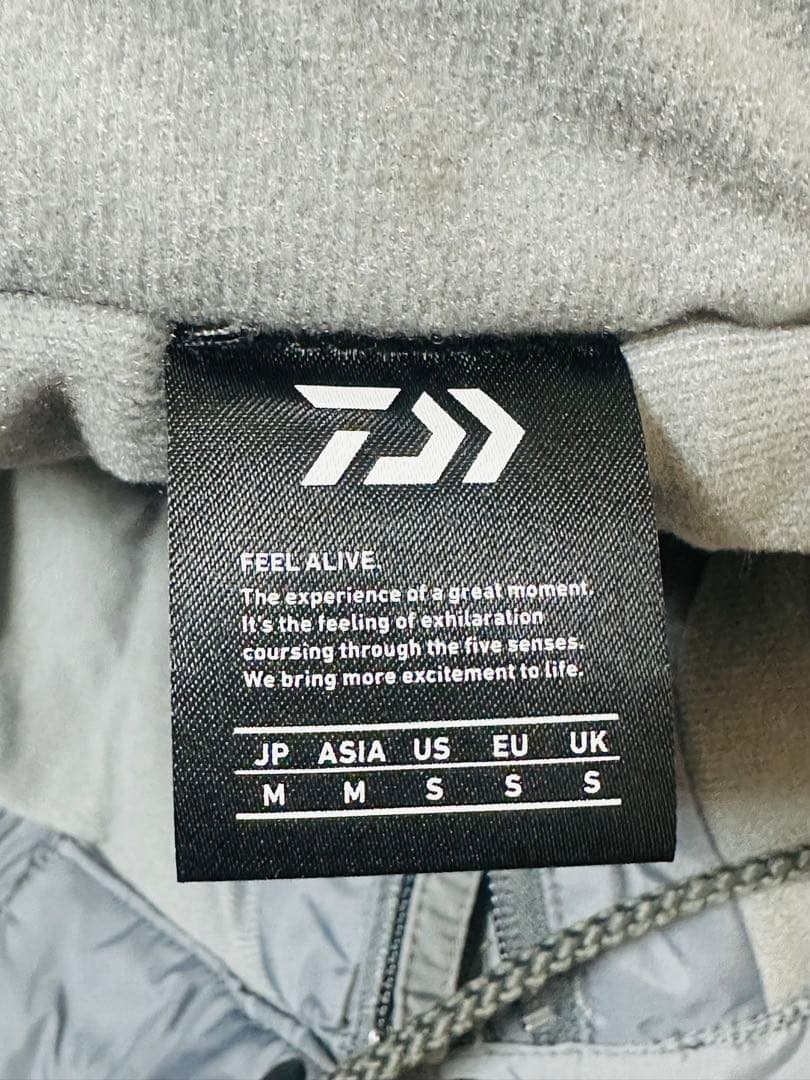 FEEL ALIVE.
The experience of a great moment.
It's the feeling of exhilaration
coursing through the five senses.
We bring more excitement to life.
JP ASIA US EU UK
M M S S S